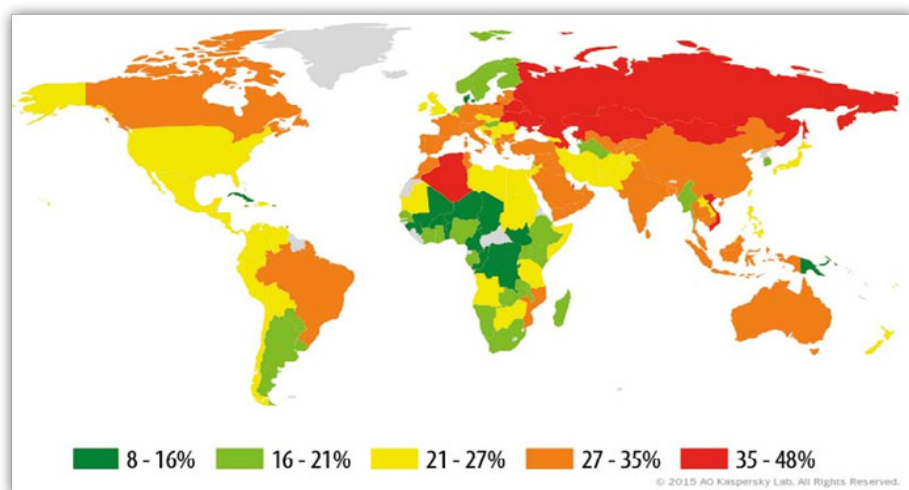 8 - 16% 16 - 21% 21 - 27% 27 - 35% 35 - 48%
© 2015 AO Kaspersky Lab. All Rights Reserved.